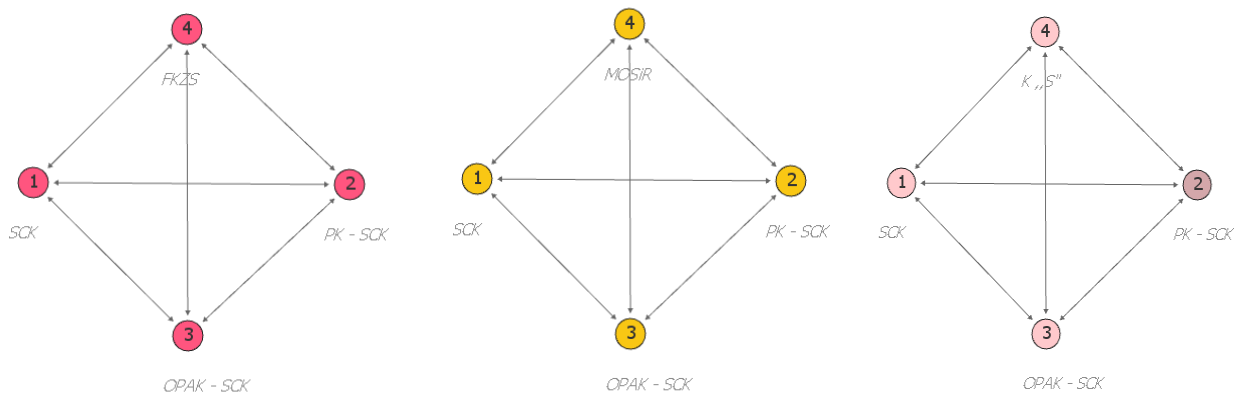 4
FKZS
1
2
SCK
PK - SCK
3
OPAK - SCK
4
MOSiR
1
2
SCK
PK - SCK
3
OPAK - SCK
4
K ,,S"
1
2
SCK
PK - SCK
3
OPAK - SCK